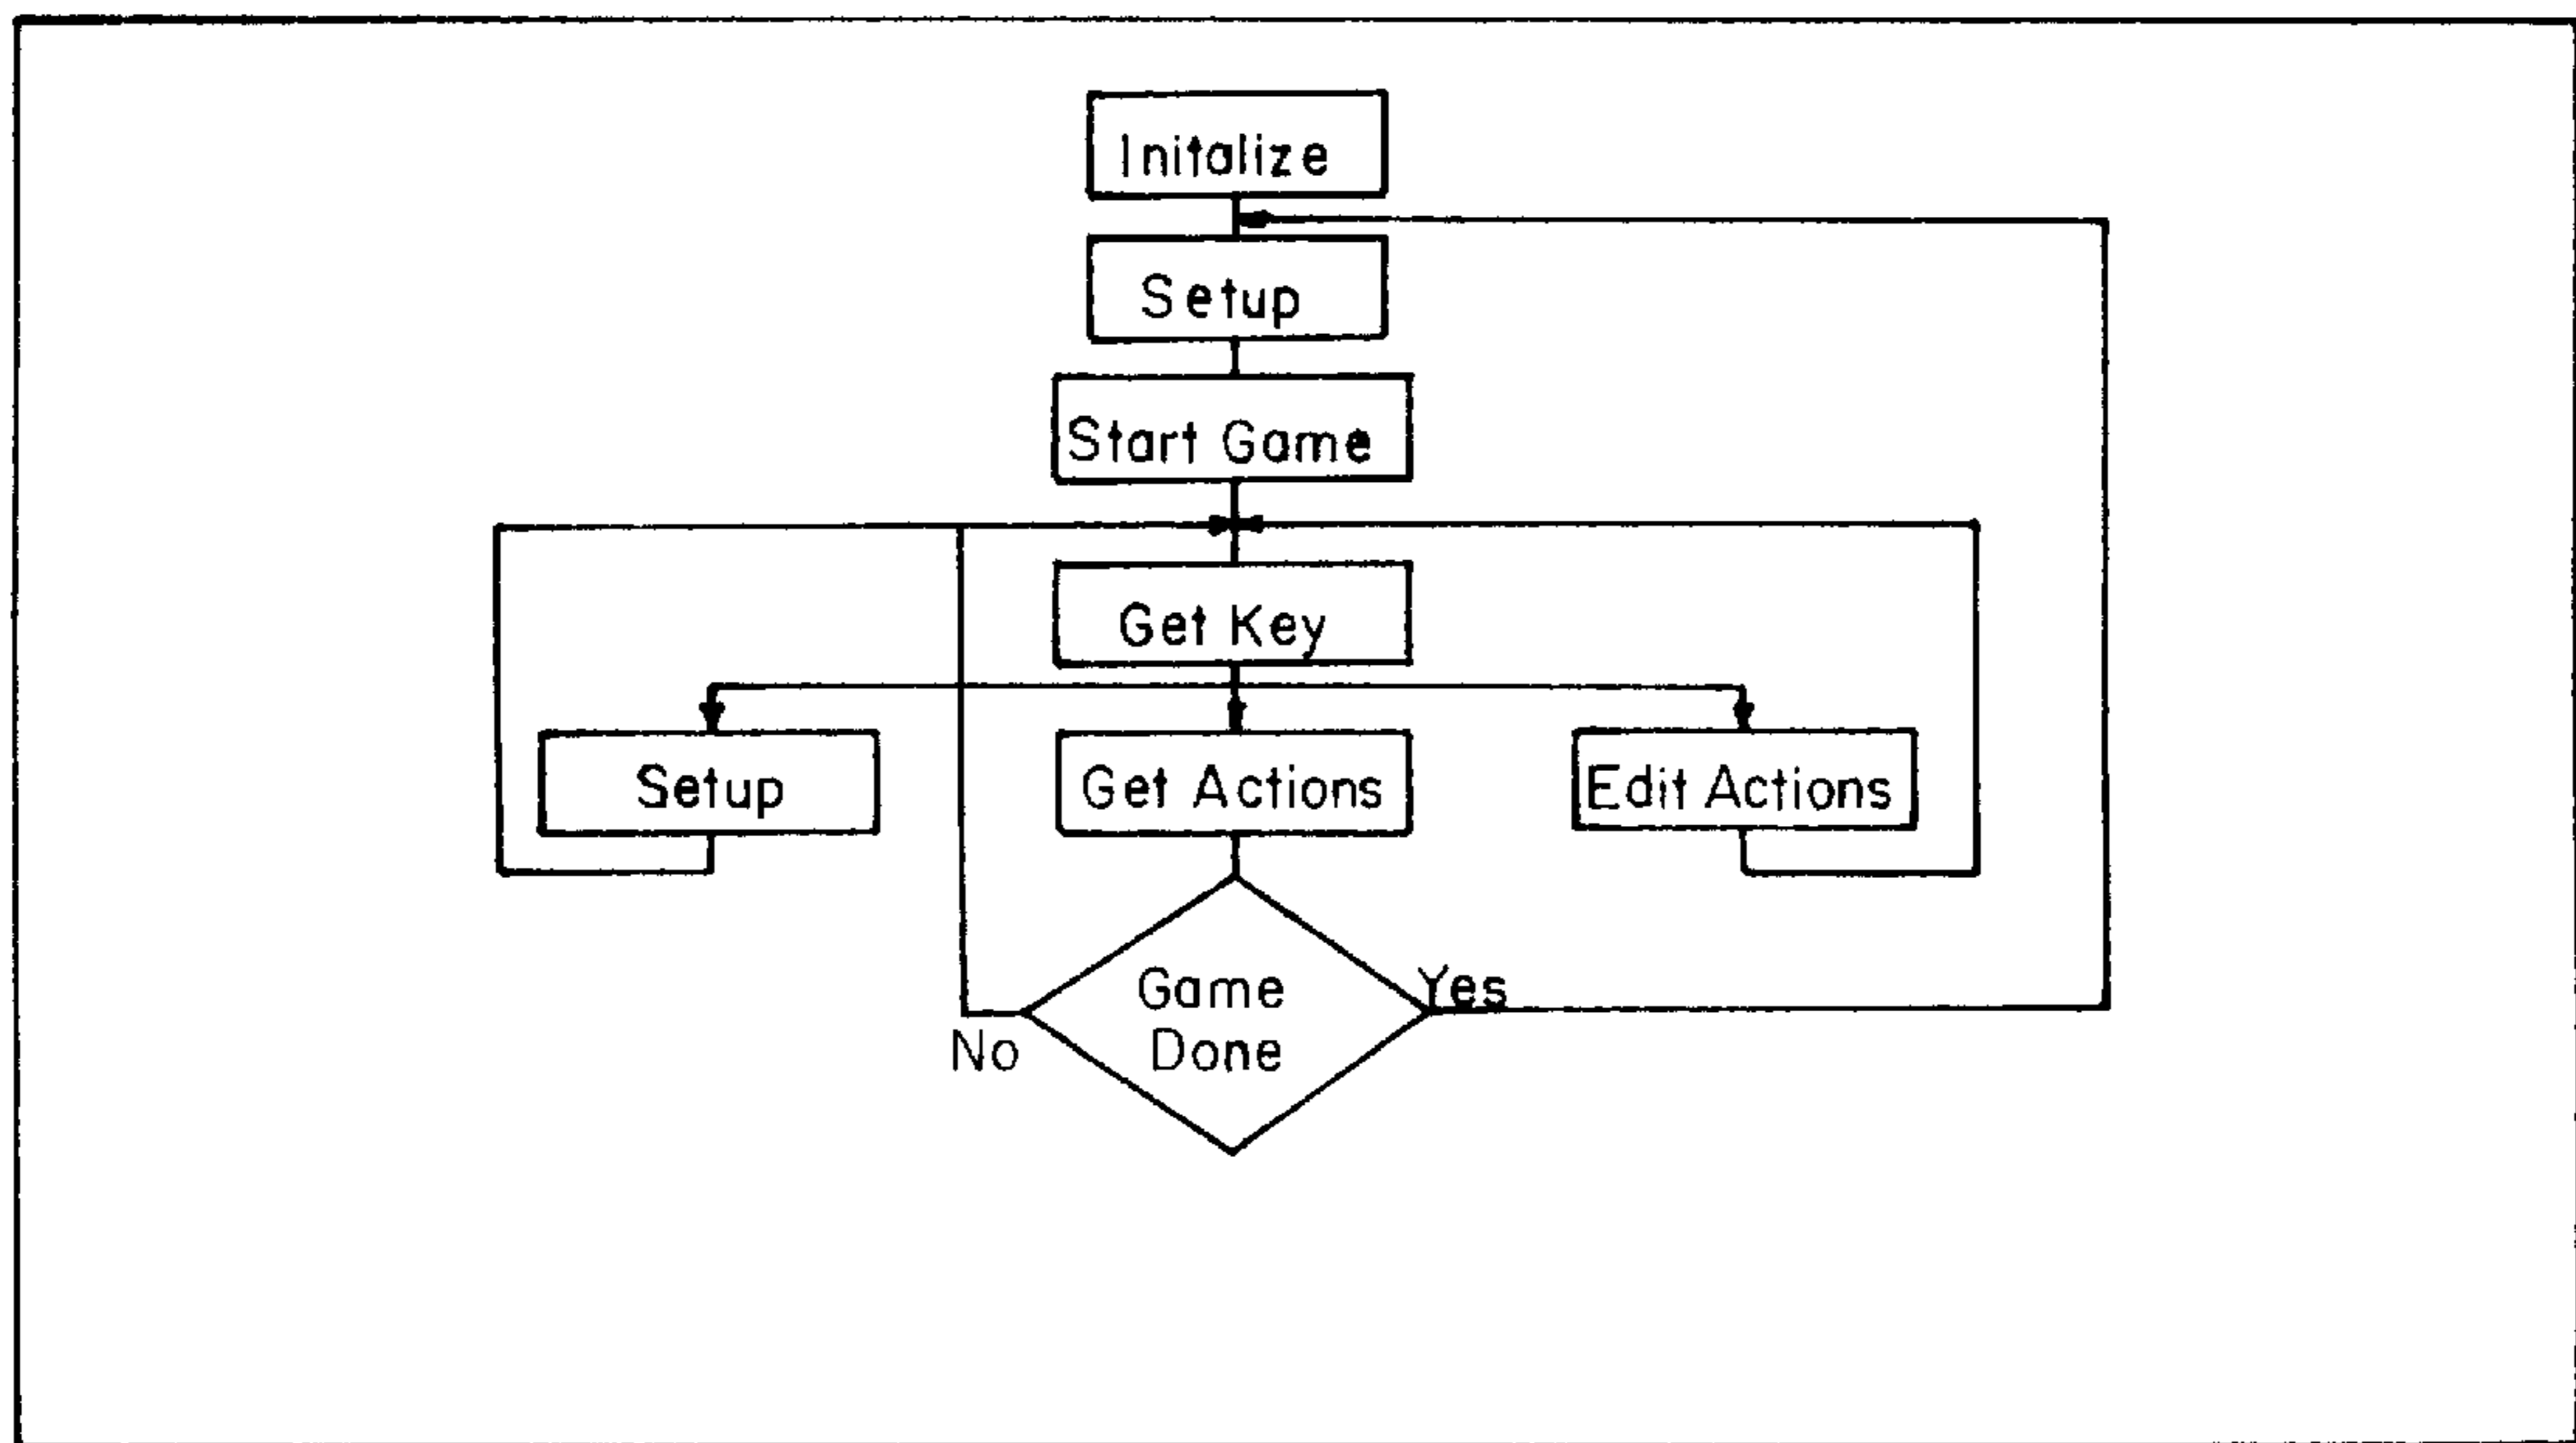 Initalize
Setup
Start Game
Get Key
Setup
Get Actions
Edit Actions
Game
Done
Yes
No